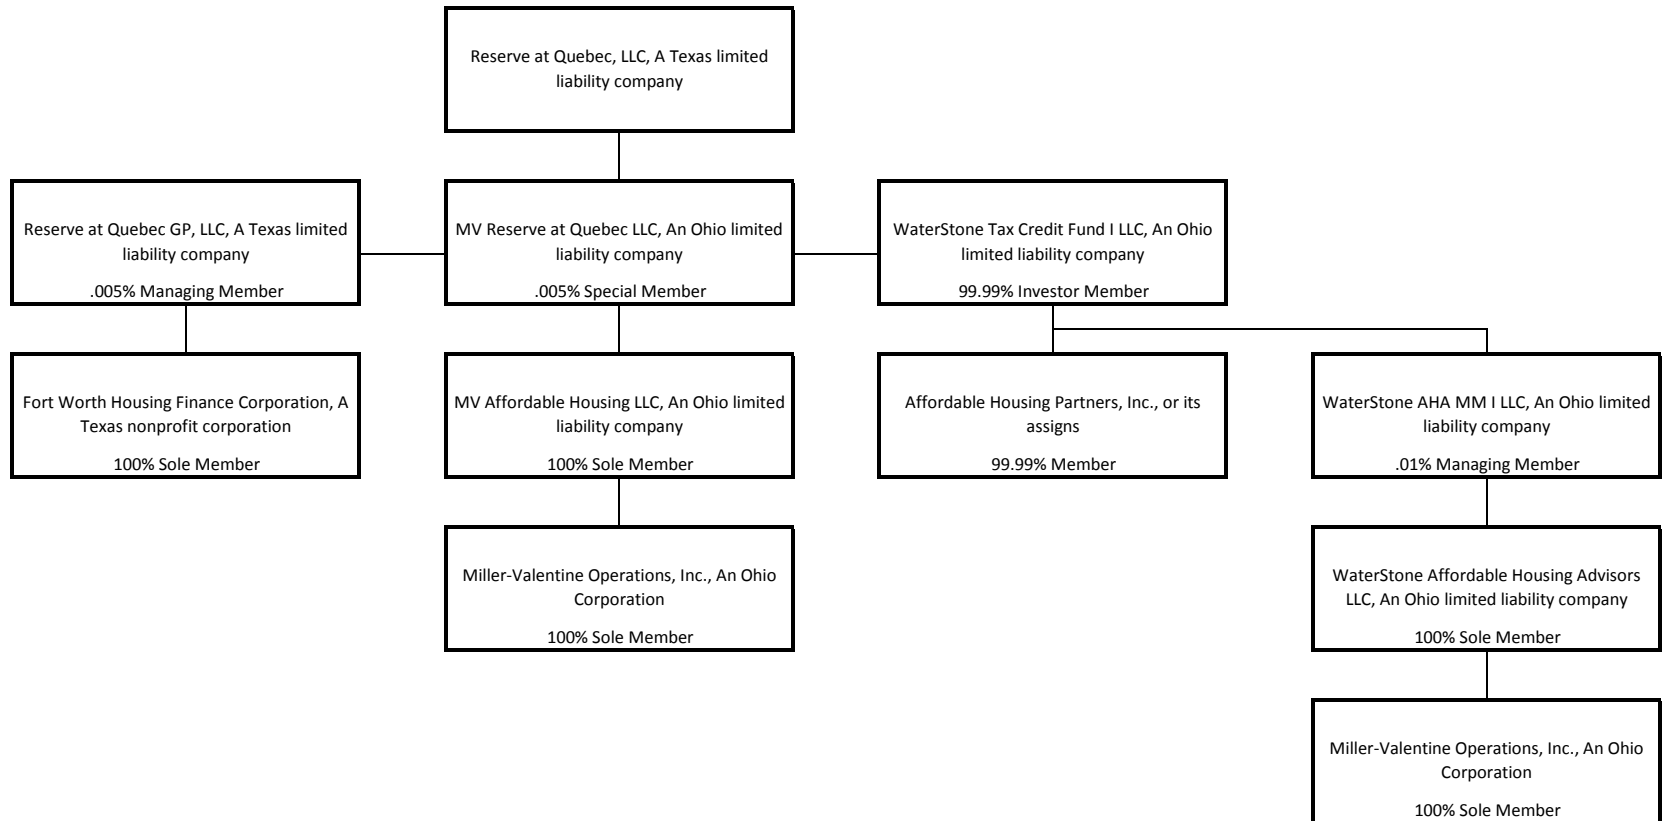 Reserve at Quebec, LLC, A Texas limited
liability company
Reserve at Quebec GP, LLC, A Texas limited
liability company
.005% Managing Member
MV Reserve at Quebec LLC, An Ohio limited
liability company
.005% Special Member
WaterStone Tax Credit Fund I LLC, An Ohio
limited liability company
99.99% Investor Member
Fort Worth Housing Finance Corporation, A
Texas nonprofit corporation
100% Sole Member
MV Affordable Housing LLC, An Ohio limited
liability company
100% Sole Member
Affordable Housing Partners, Inc., or its
assigns
99.99% Member
WaterStone AHA MM I LLC, An Ohio limited
liability company
.01% Managing Member
Miller-Valentine Operations, Inc., An Ohio
Corporation
100% Sole Member
WaterStone Affordable Housing Advisors
LLC, An Ohio limited liability company
100% Sole Member
Miller-Valentine Operations, Inc., An Ohio
Corporation
100% Sole Member